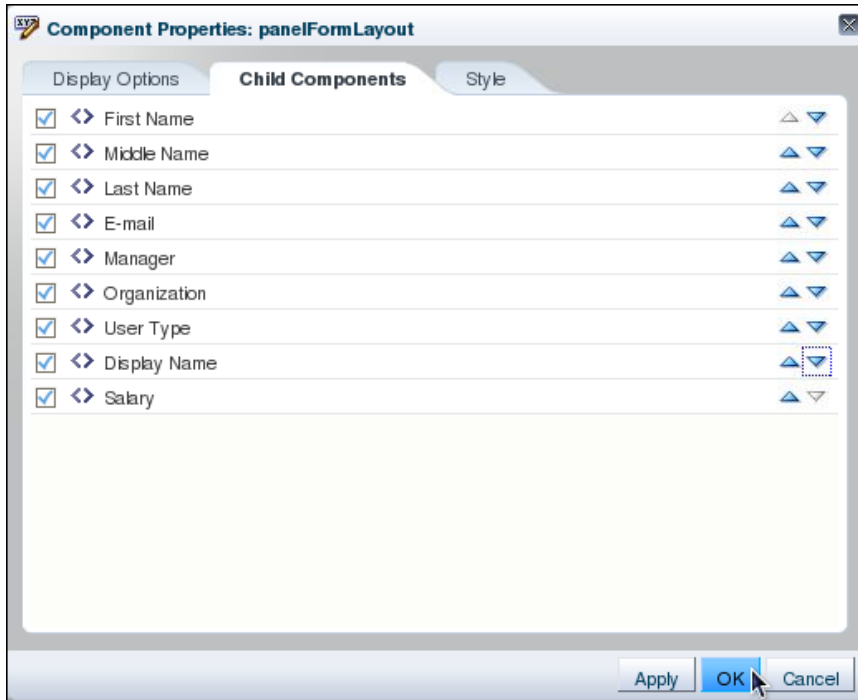 Component Properties: panelFormLayout
Display Options Child Components Style
<> First Name
<> Middle Name
<> Last Name
<> E-mail
<> Manager
<> Organization
<> User Type
<> Display Name
<> Salary
Apply OK Cancel